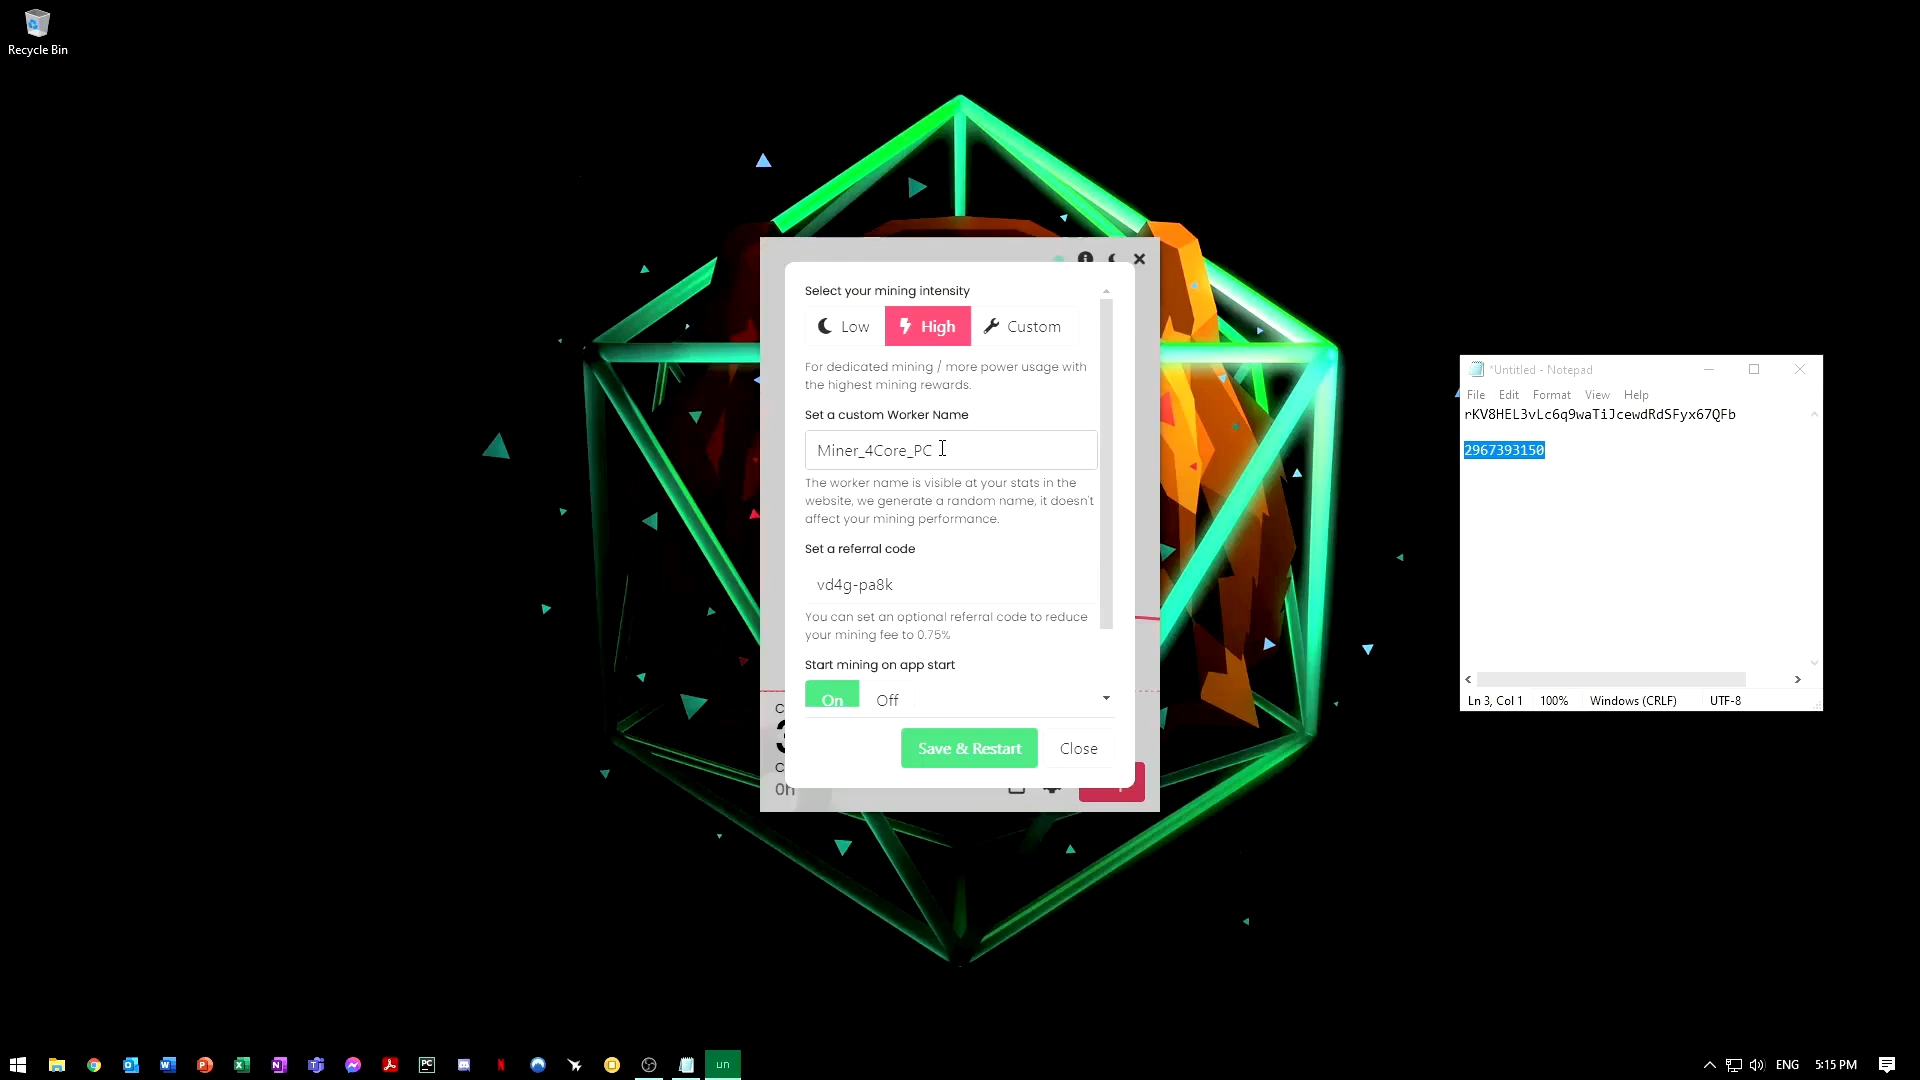 Recycle Bin
Select your mining intensity
Low
High
Custom
For dedicated mining / more power usage with
the highest mining rewards.
Set a custom Worker Name
Miner_4Core_PC
The worker name is visible at your stats in the
website, we generate a random name, it doesn't
affect your mining performance.
Set a referral code
vd4g-pa8k
You can set an optional referral code to reduce
your mining fee to 0.75%
Start mining on app start
On
Off
Save & Restart
Close
0h
*Untitled - Notepad
File Edit Format View Help
rKV8HEL3vLc6q9waTiJcewdRdSFyx67QFb
2967393150
Ln 3, Col 1
100%
Windows (CRLF)
UTF-8
un
ENG
5:15 PM